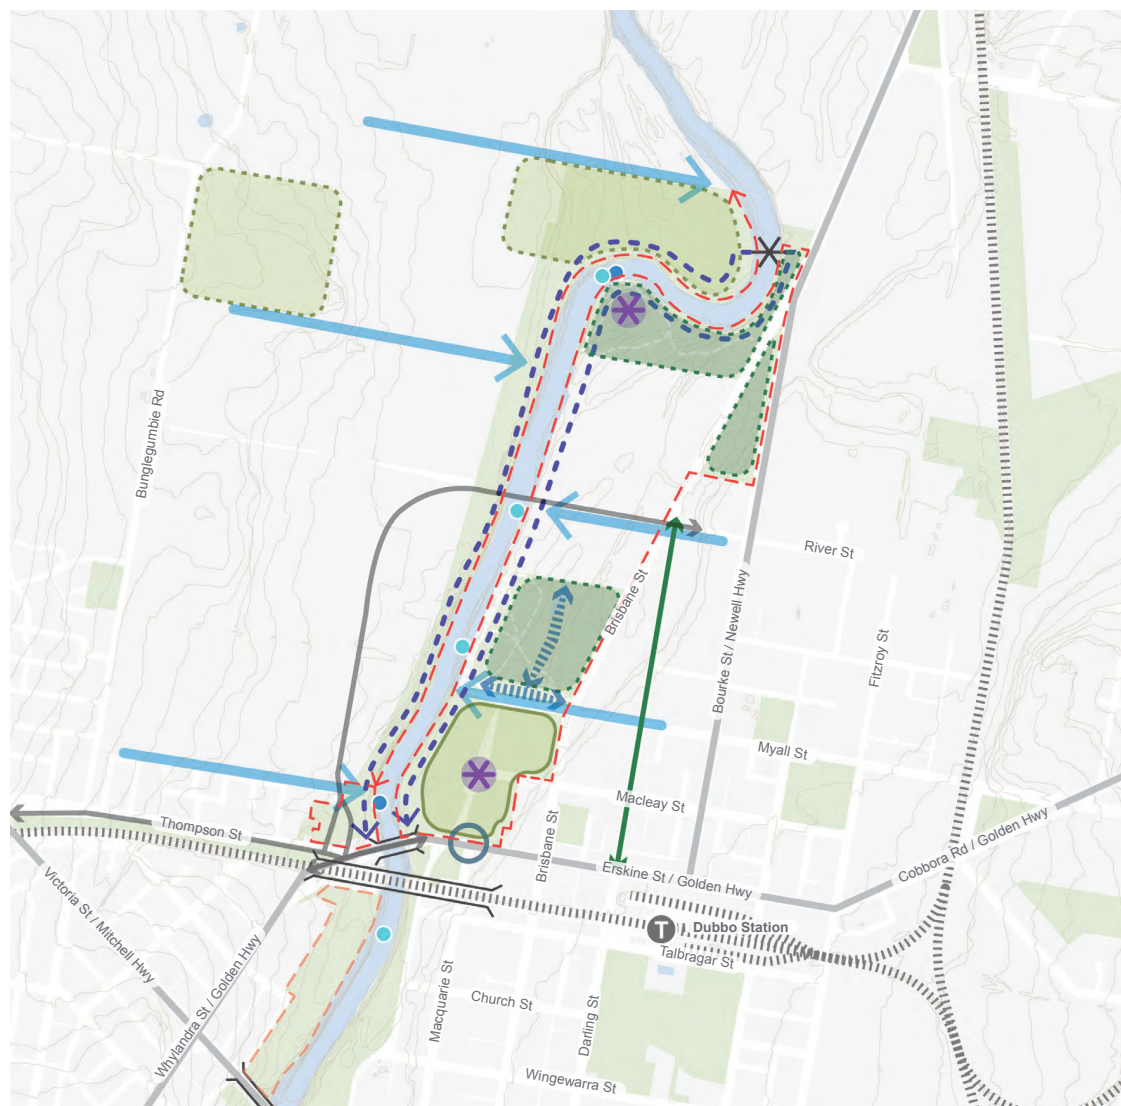 Bunglegumbie Rd
River St
Brisbane St
Bourke St / Newell Hwy
Fitzroy St
Myall St
Macleay St
Thompson St
Brisbane St
Cobbora Rd / Golden Hwy
Erskine St / Golden Hwy
Victoria St / Mitchell Hwy
T
Dubbo Station
Talbragar St
Whylandra St / Golden Hwy
Macquarie St
Church St
Darling St
Wingewarra St